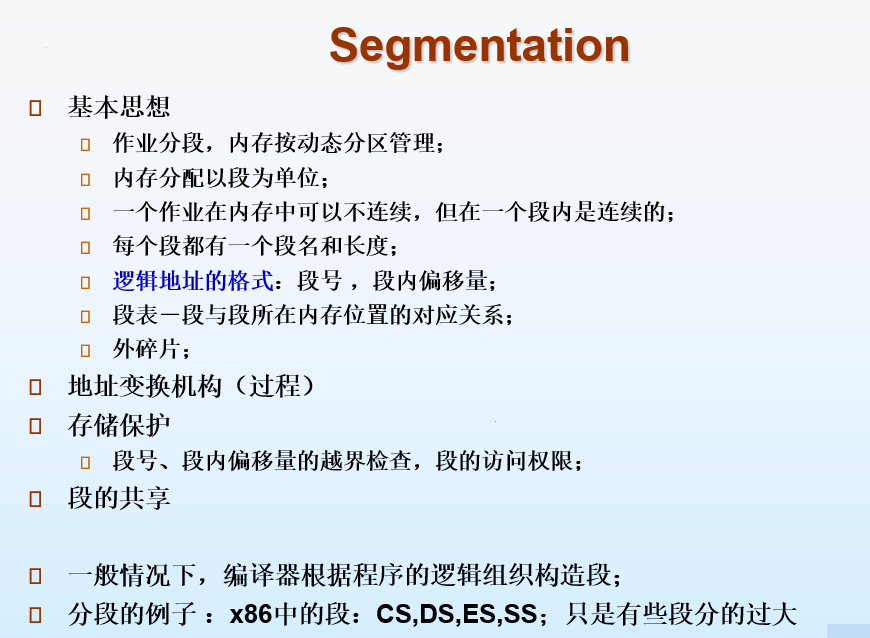 Segmentation
基本思想
作业分段，内存按动态分区管理；
内存分配以段为单位；
一个作业在内存中可以不连续，但在一个段内是连续的；
每个段都有一个段名和长度；
逻辑地址的格式：段号 ，段内偏移量；
段表－段与段所在内存位置的对应关系；
外碎片；
地址变换机构（过程）
存储保护
段号、段内偏移量的越界检查，段的访问权限；
段的共享
一般情况下，编译器根据程序的逻辑组织构造段；
分段的例子 ：x86中的段：CS,DS,ES,SS；只是有些段分的过大